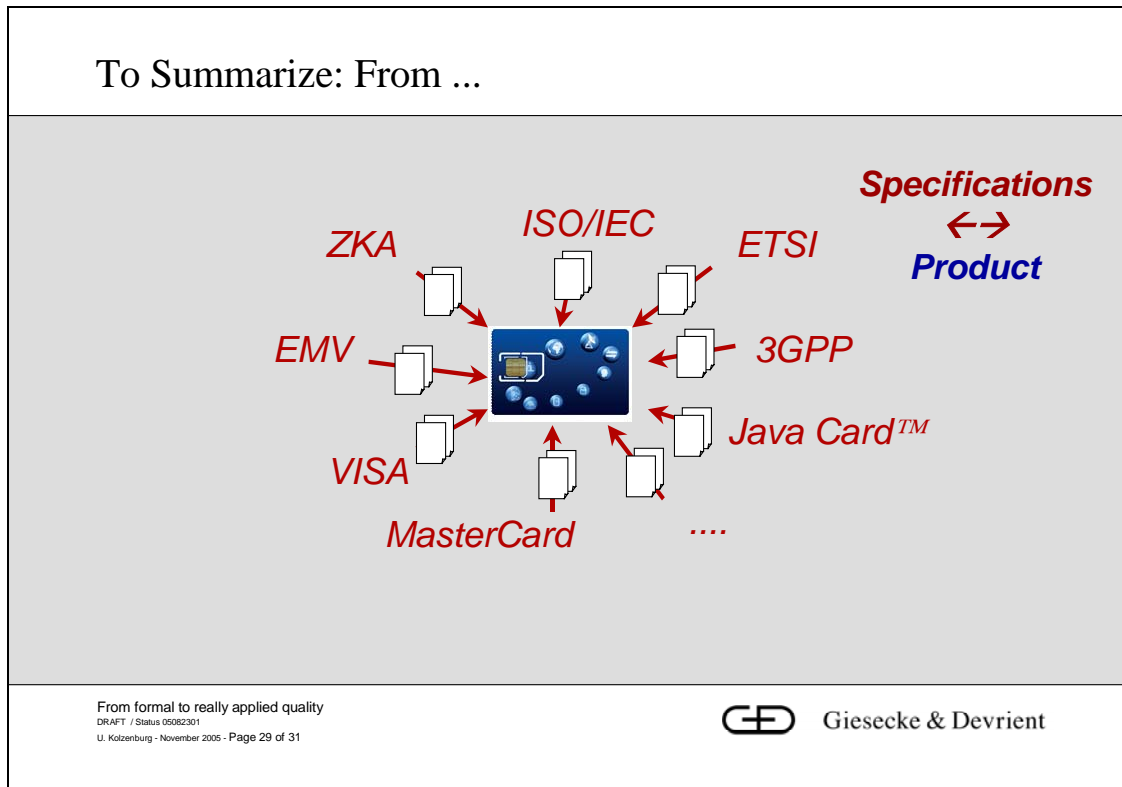 To Summarize: From ...
Specifications
←→
Product
ISO/IEC
ZKA
ETSI
EMV
3GPP
Java Card™
VISA
MasterCard
....
From formal to really applied quality
DRAFT / Status 05082301
U. Kolzenburg - November 2005 - Page 29 of 31
Giesecke & Devrient